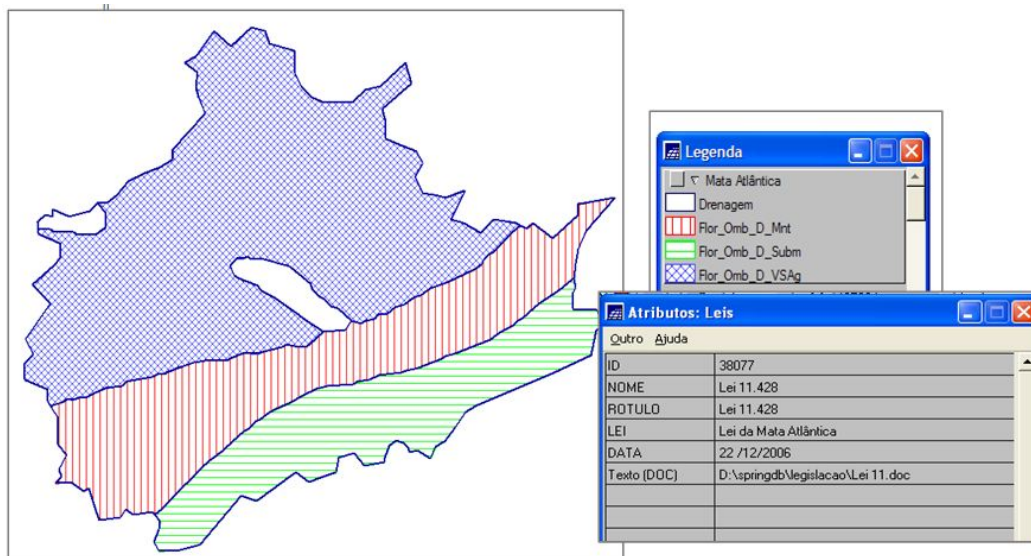 Legenda
Mata Atlântica
Drenagem
Flor_Omb_D_Mnt
Flor_Omb_D_Subm
Flor_Omb_D_VSAg
Atributos: Leis
Outro Ajuda
ID 38077
NOME Lei 11.428
ROTULO Lei 11.428
LEI Lei da Mata Atlântica
DATA 22 /12/2006
Texto (DOC) D:\springdb\legislacao\Lei 11.doc